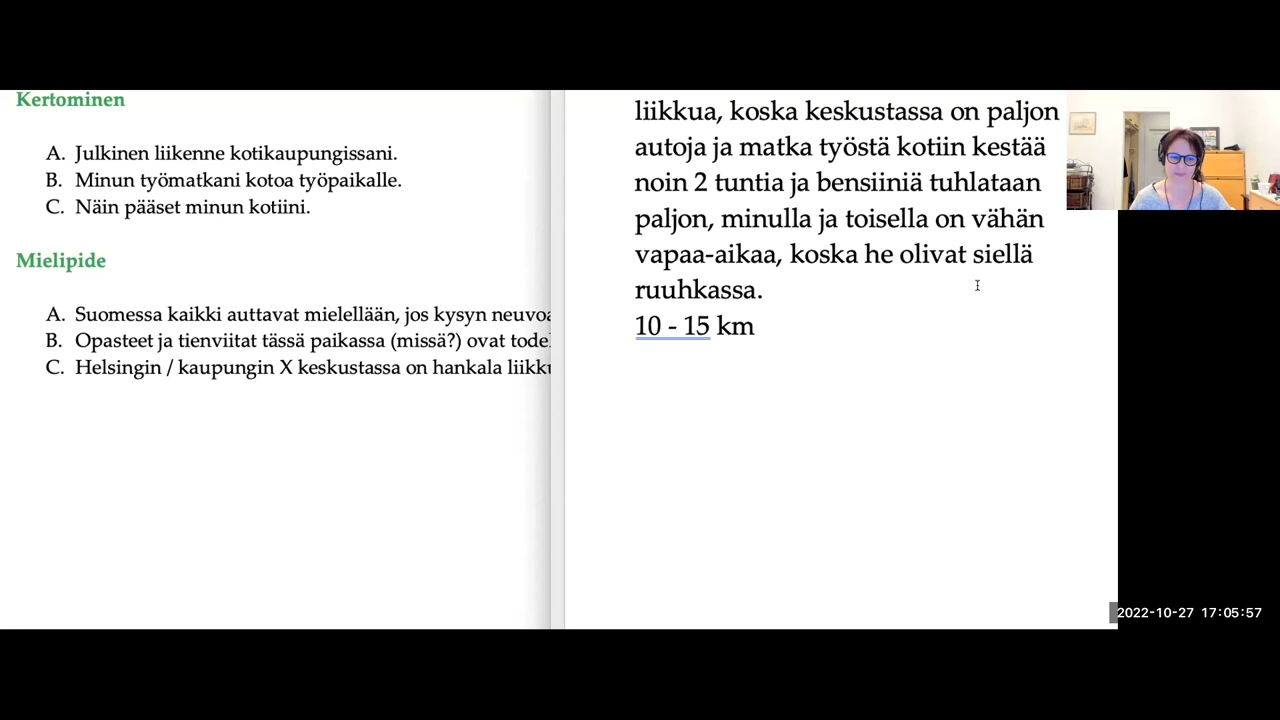 Kertominen
A. Julkinen liikenne kotikaupungissani.
B. Minun työmatkani kotoa työpaikalle.
C. Näin pääset minun kotiini.
Mielipide
A. Suomessa kaikki auttavat mielellään, jos kysyn neuvoa
B. Opasteet ja tienviitat tässä paikassa (missä?) ovat todel
C. Helsingin / kaupungin X keskustassa on hankala liikku
liikkua, koska keskustassa on paljon
autoja ja matka työstä kotiin kestää
noin 2 tuntia ja bensiiniä tuhlataan
paljon, minulla ja toisella on vähän
vapaa-aikaa, koska he olivat siellä
ruuhkassa.
10 - 15 km
2022-10-27 17:05:57